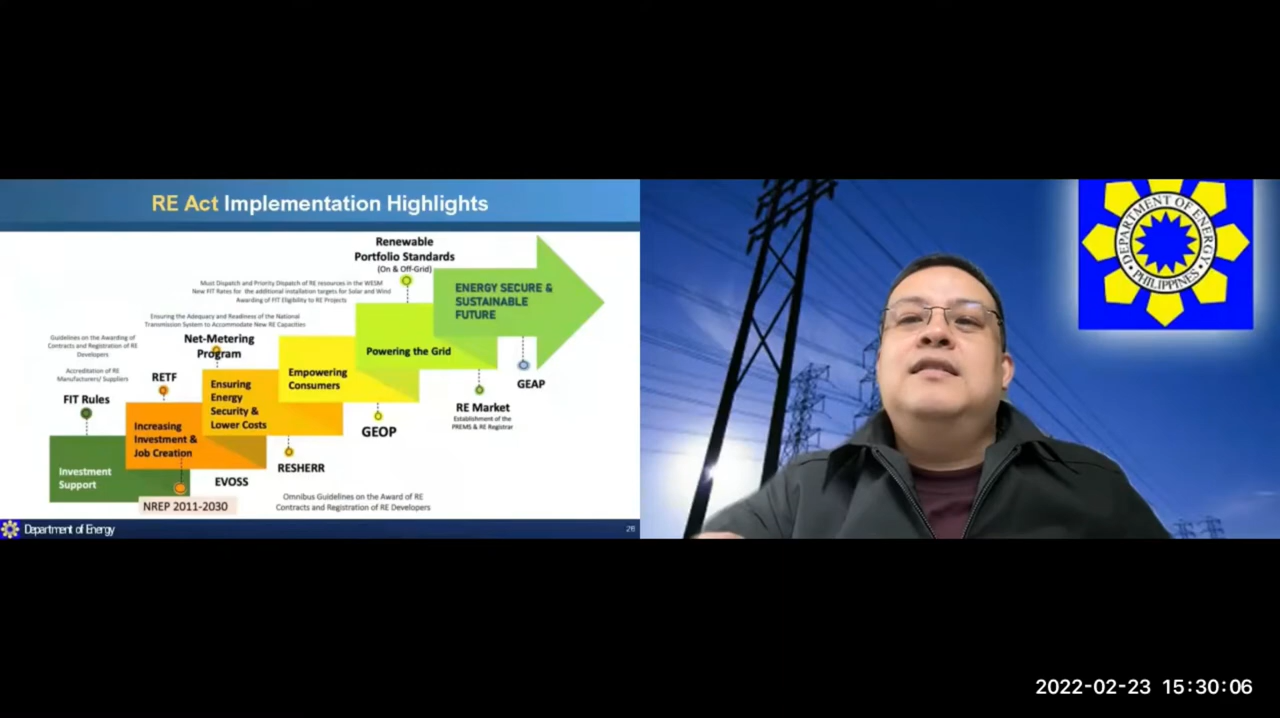 RE Act Implementation Highlights
Renewable
Portfolio Standards
(On & Off-Grid)
Must Dispatch and Priority Dispatch of RE resources in the WESM
New FIT Rates for the additional installation targets for Solar and Wind
Awarding of FIT Eligibility to RE Projects
ENERGY SECURE &
SUSTAINABLE
FUTURE
Ensuring the Adequacy and Readiness of the National
Transmission System to Accommodate New RE Capacities
Guidelines on the Awarding of
Contracts and Registration of RE
Developers
Net-Metering
Program
Powering the Grid
Accreditation of RE
Manufacturers/ Suppliers
RETF
FIT Rules
Empowering
Consumers
GEAP
Ensuring
Energy
Security &
Lower Costs
RE Market
Establishment of the
PREMS & RE Registrar
Increasing
Investment &
Job Creation
GEOP
Investment
Support
RESHERR
EVOSS
NREP 2011-2030
Omnibus Guidelines on the Award of RE
Contracts and Registration of RE Developers
Department of Energy
26
DEPARTMENT OF ENERGY
PHILIPPINES
2022-02-23 15:30:06